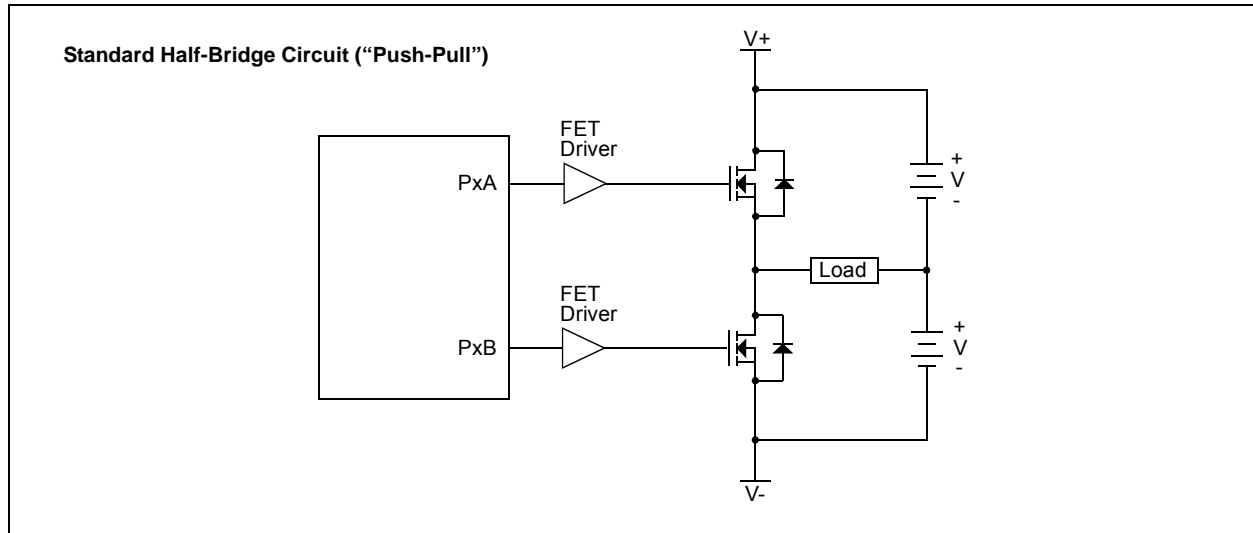 Standard Half-Bridge Circuit (“Push-Pull”)
V+
FET
Driver
PxA
+
V
-
Load
FET
Driver
PxB
+
V
-
V-